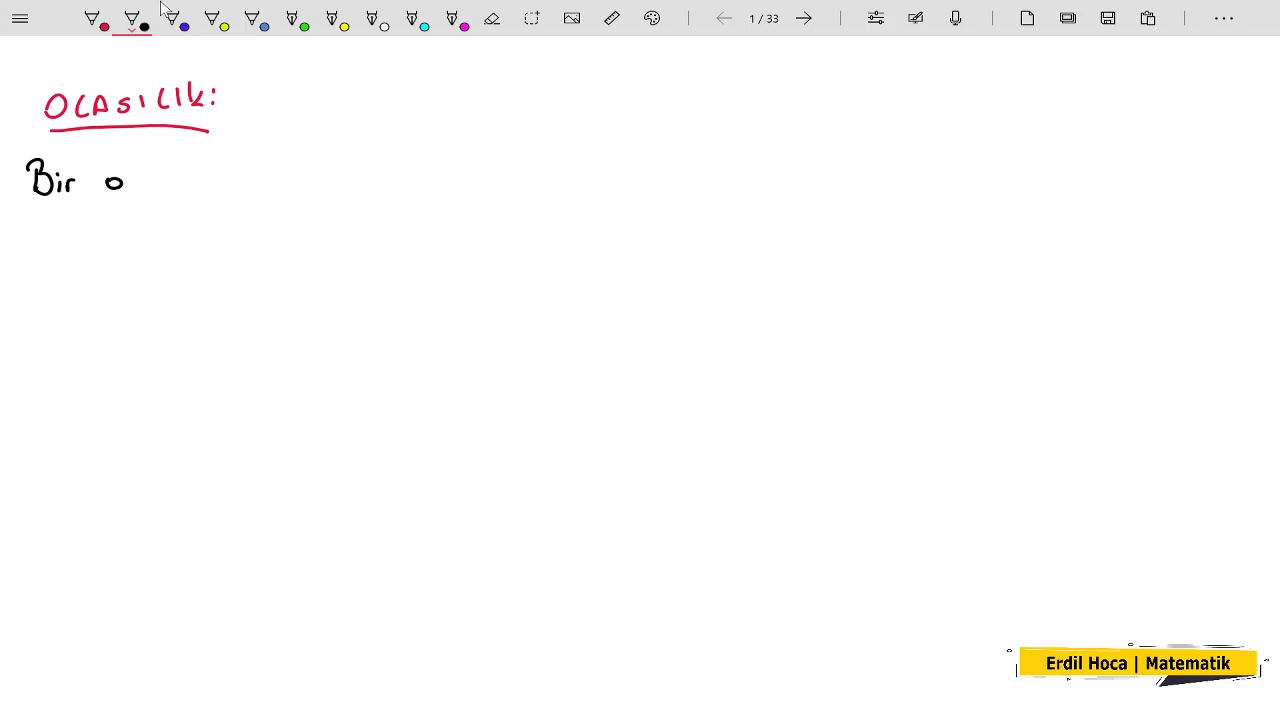 1 / 33
OLASILIK:
Bir o
Erdil Hoca | Matematik